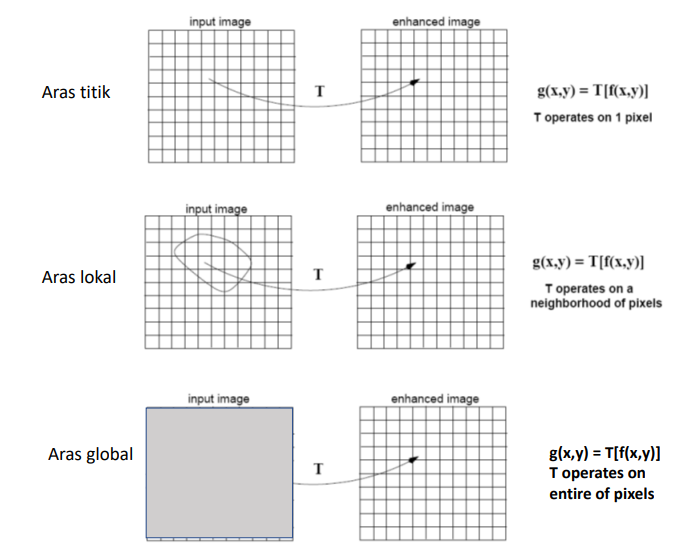 input image
enhanced image
Aras titik
T
g(x,y) = T[f(x,y)]
T operates on 1 pixel
input image
enhanced image
Aras lokal
T
g(x,y) = T[f(x,y)]
T operates on a
neighborhood of pixels
input image
enhanced image
Aras global
T
g(x,y) = T[f(x,y)]
T operates on
entire of pixels